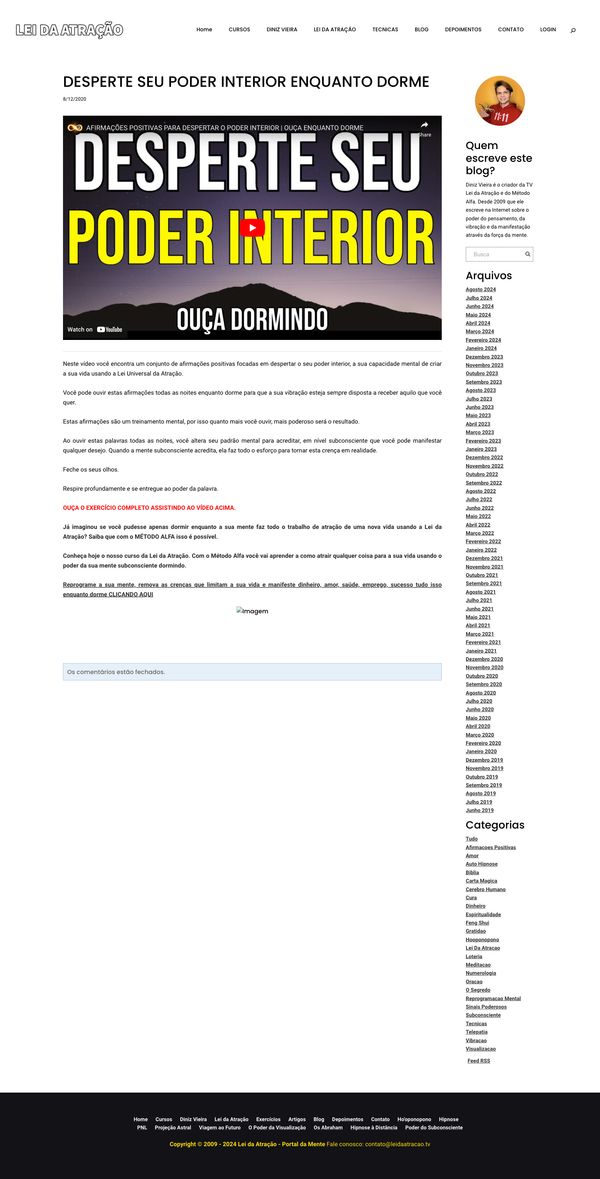 LEI DA ATRAÇÃO
Home CURSOS DINIZ VIEIRA LEI DA ATRAÇÃO TECNICAS BLOG DEPOIMENTOS CONTATO LOGIN
DESPERTE SEU PODER INTERIOR ENQUANTO DORME
8/12/2020
AFIRMAÇÕES POSITIVAS PARA DESPERTAR O PODER INTERIOR | OUÇA ENQUANTO DORME
Share
DESPERTE SEU
PODER INTERIOR
OUÇA DORMINDO
Watch on YouTube
Neste vídeo você encontra um conjunto de afirmações positivas focadas em despertar o seu poder interior, a sua capacidade mental de criar
a sua vida usando a Lei Universal da Atração.
Você pode ouvir estas afirmações todas as noites enquanto dorme para que a sua vibração esteja sempre disposta a receber aquilo que você
quer.
Estas afirmações são um treinamento mental, por isso quanto mais você ouvir, mais poderoso será o resultado.
Ao ouvir estas palavras todas as noites, você altera seu padrão mental para acreditar, em nível subconsciente que você pode manifestar
qualquer desejo. Quando a mente subconsciente acredita, ela faz todo o esforço para tornar esta crença em realidade.
Feche os seus olhos.
Respire profundamente e se entregue ao poder da palavra.
OUÇA O EXERCÍCIO COMPLETO ASSISTINDO AO VÍDEO ACIMA.
Já imaginou se você pudesse apenas dormir enquanto a sua mente faz todo o trabalho de atração de uma nova vida usando a Lei da
Atração? Saiba que com o MÉTODO ALFA isso é possível.
Conheça hoje o nosso curso da Lei da Atração. Com o Método Alfa você vai aprender a como atrair qualquer coisa para a sua vida usando o
poder da sua mente subconsciente dormindo.
Reprograme a sua mente, remova as crenças que limitam a sua vida e manifeste dinheiro, amor, saúde, emprego, sucesso tudo isso
enquanto dorme CLICANDO AQUI
Imagem
Os comentários estão fechados.
11:11
Quem
escreve este
blog?
Diniz Vieira é o criador da TV
Lei da Atração e do Método
Alfa. Desde 2009 que ele
escreve na Internet sobre o
poder do pensamento, da
vibração e da manifestação
através da força da mente.
Busca
Arquivos
Agosto 2024
Julho 2024
Junho 2024
Maio 2024
Abril 2024
Março 2024
Fevereiro 2024
Janeiro 2024
Dezembro 2023
Novembro 2023
Outubro 2023
Setembro 2023
Agosto 2023
Julho 2023
Junho 2023
Maio 2023
Abril 2023
Março 2023
Fevereiro 2023
Janeiro 2023
Dezembro 2022
Novembro 2022
Outubro 2022
Setembro 2022
Agosto 2022
Julho 2022
Junho 2022
Maio 2022
Abril 2022
Março 2022
Fevereiro 2022
Janeiro 2022
Dezembro 2021
Novembro 2021
Outubro 2021
Setembro 2021
Agosto 2021
Julho 2021
Junho 2021
Maio 2021
Abril 2021
Março 2021
Fevereiro 2021
Janeiro 2021
Dezembro 2020
Novembro 2020
Outubro 2020
Setembro 2020
Agosto 2020
Julho 2020
Junho 2020
Maio 2020
Abril 2020
Março 2020
Fevereiro 2020
Janeiro 2020
Dezembro 2019
Novembro 2019
Outubro 2019
Setembro 2019
Agosto 2019
Julho 2019
Junho 2019
Categorias
Tudo
Afirmacoes Positivas
Amor
Auto Hipnose
Biblia
Carta Magica
Cerebro Humano
Cura
Dinheiro
Espiritualidade
Feng Shui
Gratidao
Hooponopono
Lei Da Atracao
Loteria
Meditacao
Numerologia
Oracao
O Segredo
Reprogramacao Mental
Sinais Poderosos
Subconsciente
Tecnicas
Telepatia
Vibracao
Visualizacao
Feed RSS
Home Cursos Diniz Vieira Lei da Atração Exercícios Artigos Blog Depoimentos Contato Ho'oponopono Hipnose
PNL Projeção Astral Viagem ao Futuro O Poder da Visualização Os Abraham Hipnose à Distância Poder do Subconsciente
Copyright © 2009 - 2024 Lei da Atração - Portal da Mente Fale conosco: contato@leidaatracao.tv